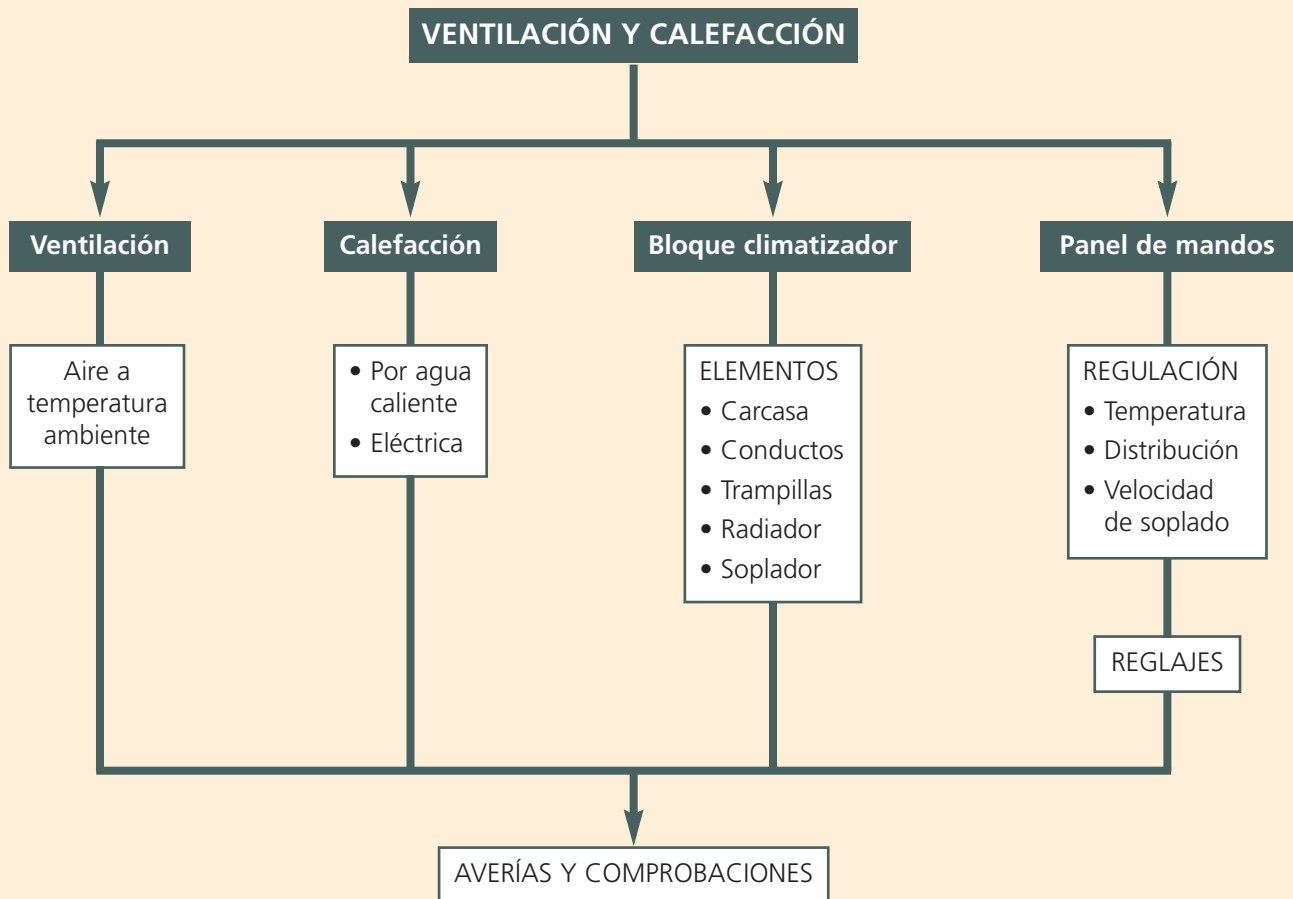 VENTILACIÓN Y CALEFACCIÓN
Ventilación
Aire a
temperatura
ambiente
Calefacción
• Por agua
caliente
• Eléctrica
Bloque climatizador
ELEMENTOS
• Carcasa
• Conductos
• Trampillas
• Radiador
• Soplador
Panel de mandos
REGULACIÓN
• Temperatura
• Distribución
• Velocidad
de soplado
REGLAJES
AVERÍAS Y COMPROBACIONES